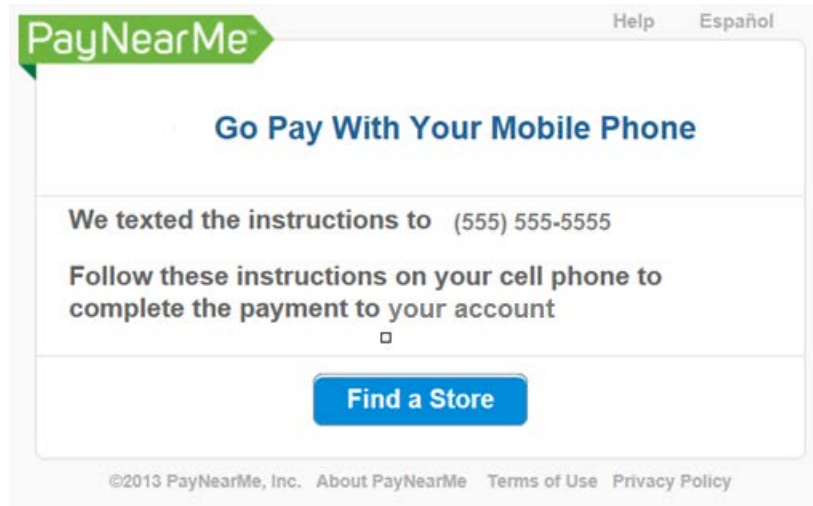 Help Español
PayNearMe™
Go Pay With Your Mobile Phone
We texted the instructions to (555) 555-5555
Follow these instructions on your cell phone to
complete the payment to your account
Find a Store
©2013 PayNearMe, Inc. About PayNearMe Terms of Use Privacy Policy